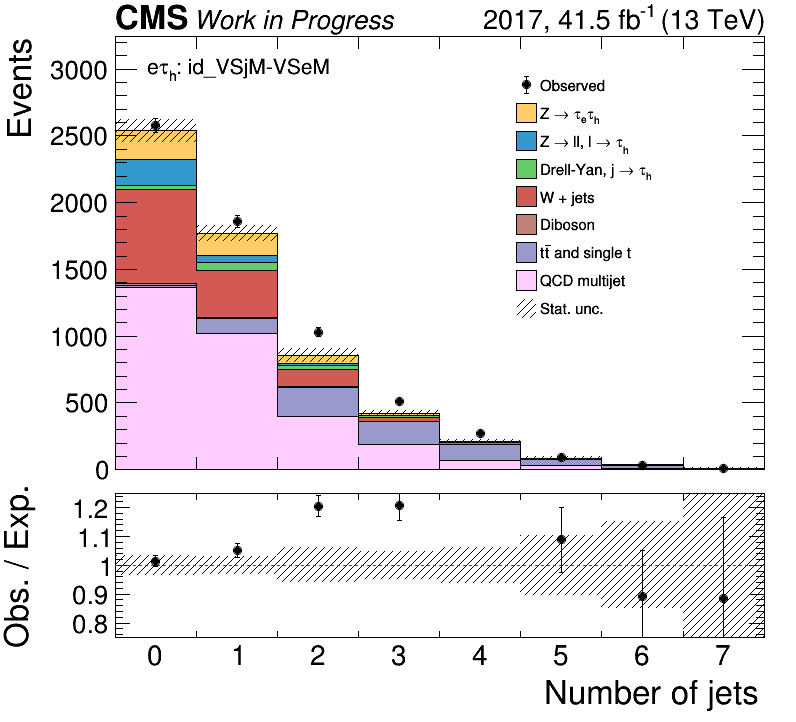 CMS Work in Progress 2017, 41.5 fb⁻¹ (13 TeV)
Events
eτₕ: id_VSjM-VSeM
Observed
Z → τₑτₕ
Z → ll, l → τₕ
Drell-Yan, j → τₕ
W + jets
Diboson
tt̄ and single t
QCD multijet
Stat. unc.
3000
2500
2000
1500
1000
500
0
Obs. / Exp.
1.2
1.1
1
0.9
0.8
0 1 2 3 4 5 6 7
Number of jets